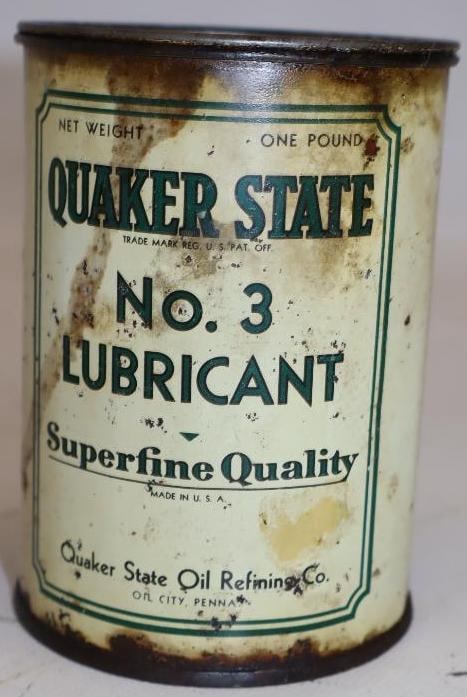 NET WEIGHT ONE POUND
QUAKER STATE
TRADE MARK REG. U. S. PAT. OFF.
No. 3
LUBRICANT
Superfine Quality
MADE IN U. S. A.
Quaker State Oil Refining Co.
OIL CITY, PENNA.